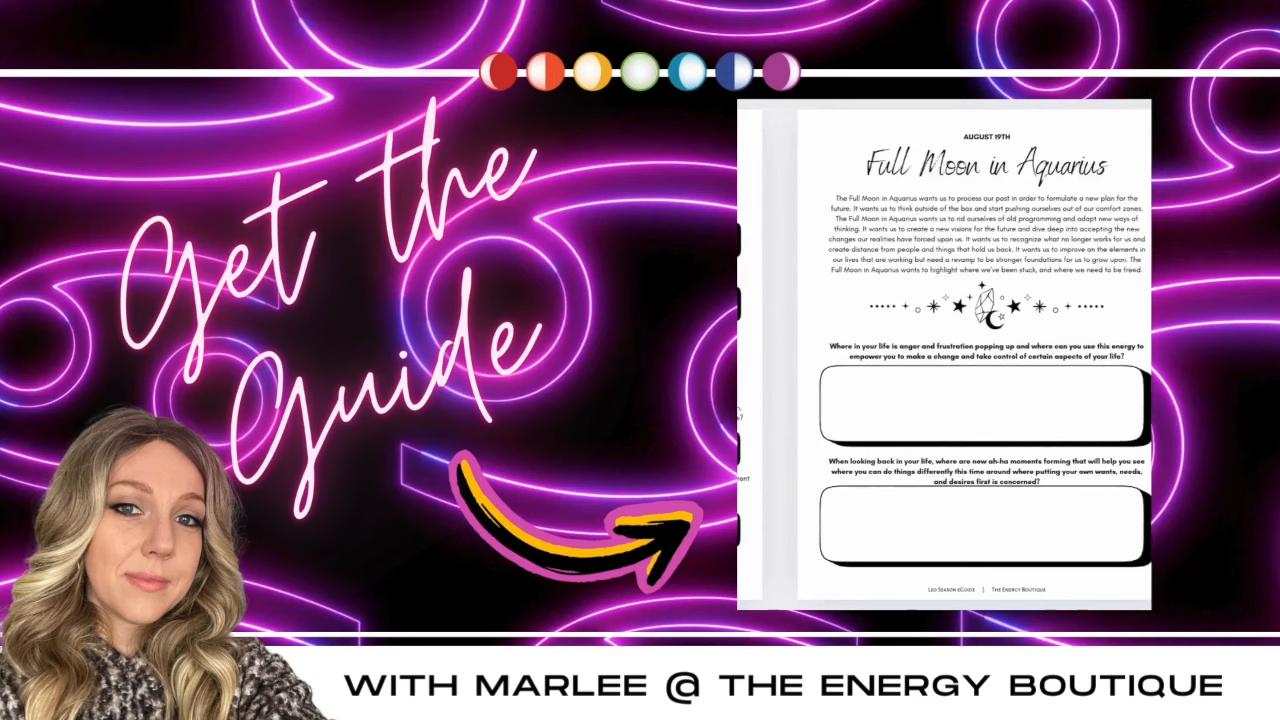 Get the
Guide
AUGUST 19TH
Full Moon in Aquarius
The Full Moon in Aquarius wants us to process our post in order to formulate a new plan for the
future. It wants us to think outside of the box and start pushing ourselves out of our comfort zones.
The Full Moon in Aquarius wants us to rid ourselves of old programming and adapt new ways of
thinking. It wants us to create a new visions for the future and dive deep into accepting the new
changes our realities have forced upon us. It wants us to recognize what no longer works for us and
create distance from people and things that hold us back. It wants us to improve on the elements in
our lives that are working but need a revamp to be stronger foundations for us to grow upon. The
Full Moon in Aquarius wants to highlight where we've been stuck, and where we need to be freed.
Where in your life is anger and frustration popping up and where can you use this energy to
empower you to make a change and take control of certain aspects of your life?
When looking back in your life, where are new ah-ha moments forming that will help you see
where you can do things differently this time around where putting your own wants, needs,
and desires first is concerned?
Leo Season eGuide | The Energy Boutique
WITH MARLEE @ THE ENERGY BOUTIQUE